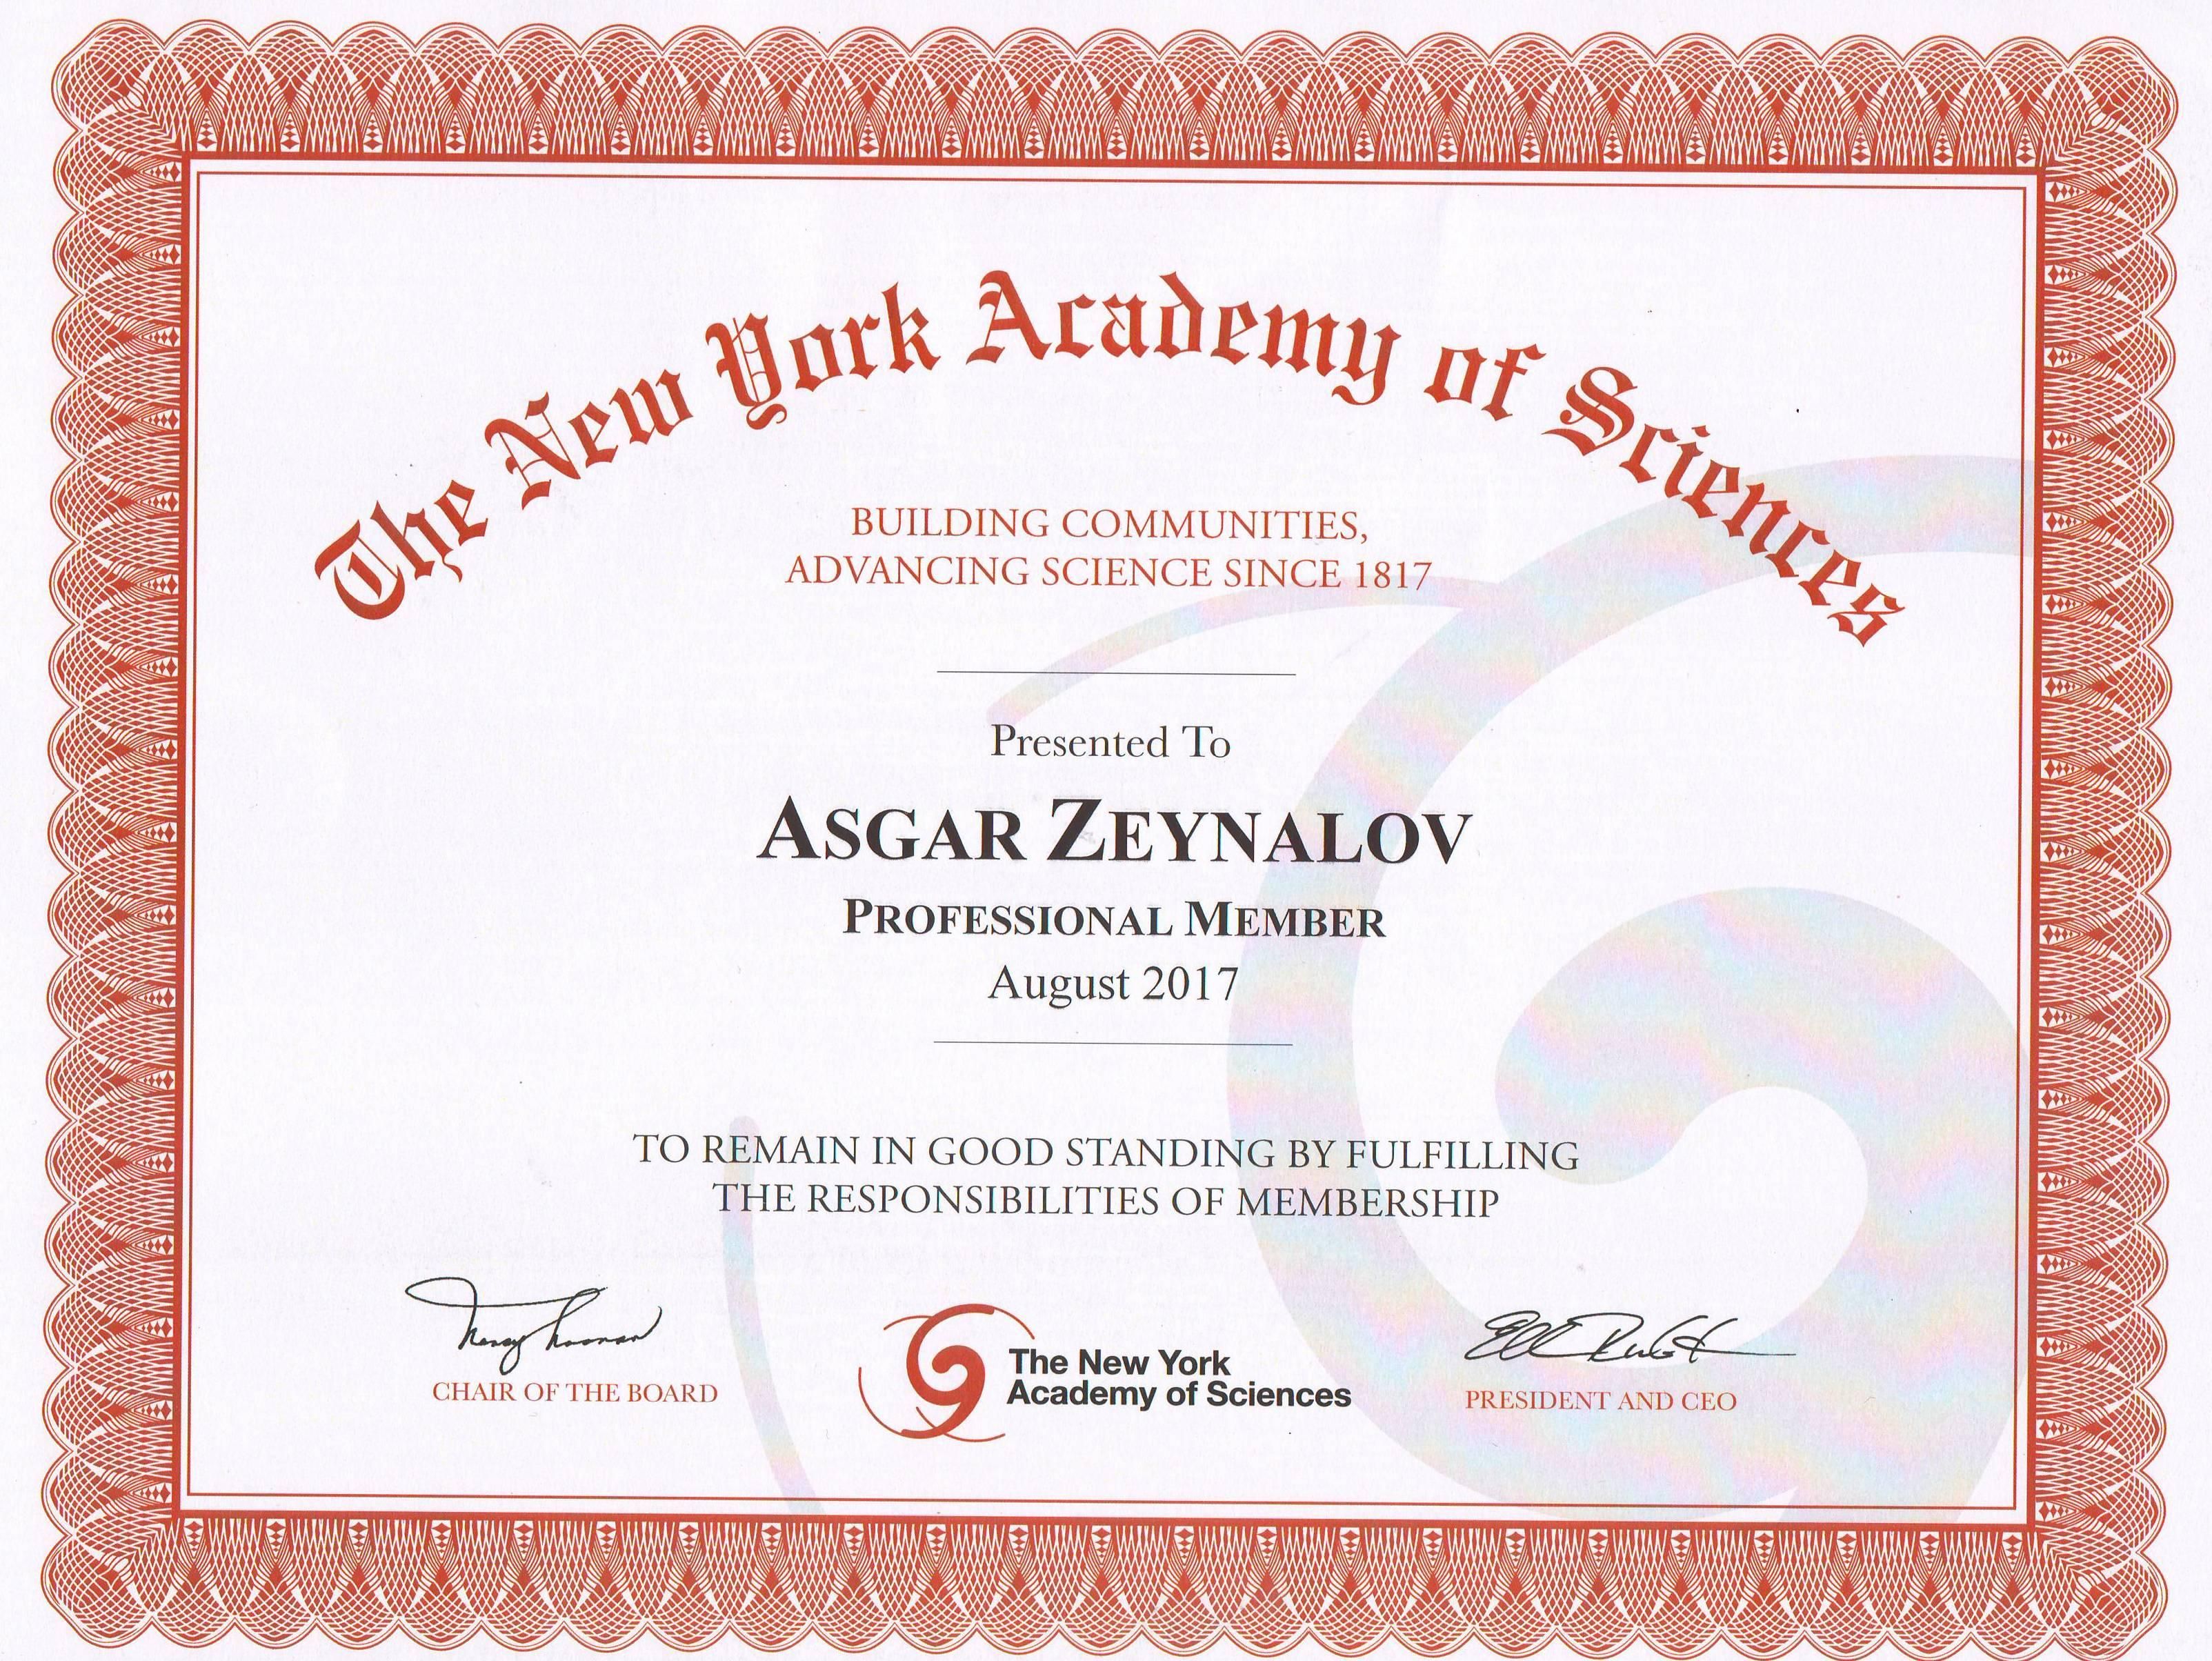 The New York Academy of Sciences
BUILDING COMMUNITIES,
ADVANCING SCIENCE SINCE 1817
Presented To
ASGAR ZEYNALOV
PROFESSIONAL MEMBER
August 2017
TO REMAIN IN GOOD STANDING BY FULFILLING
THE RESPONSIBILITIES OF MEMBERSHIP
CHAIR OF THE BOARD
The New York
Academy of Sciences
PRESIDENT AND CEO